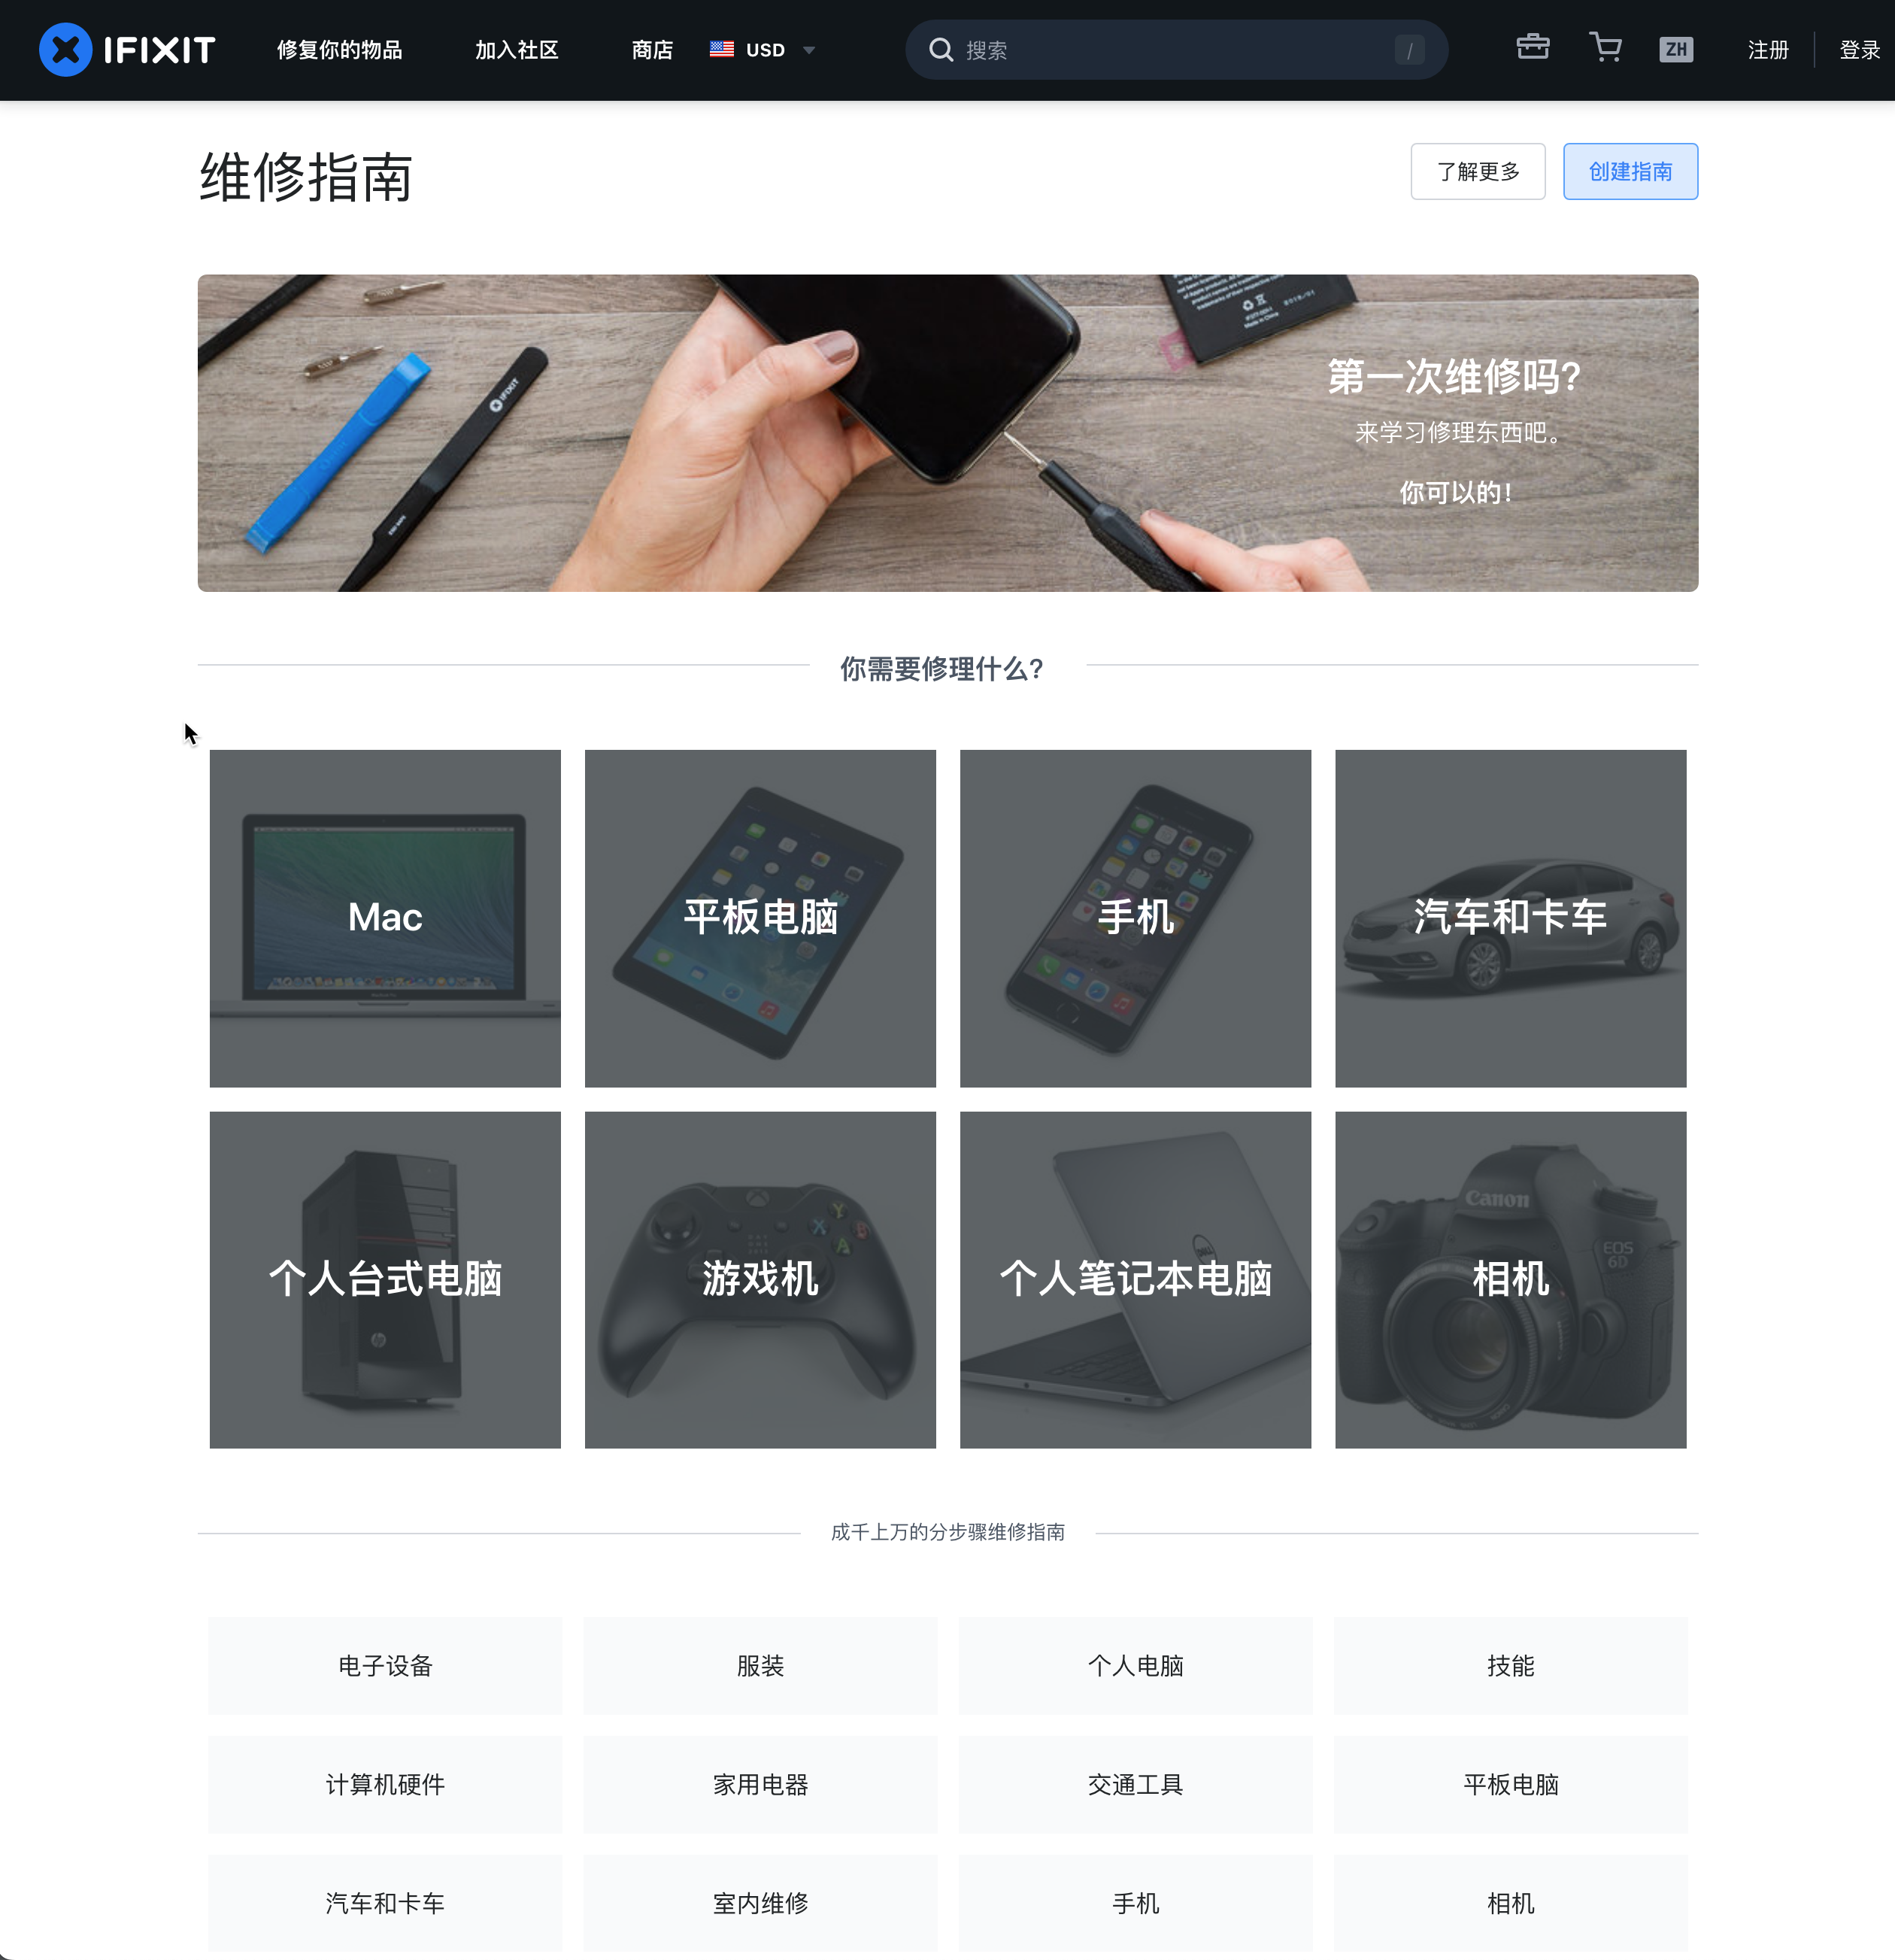 IFIXIT
修复你的物品
加入社区
商店
USD
搜索
/
ZH
注册
登录
维修指南
了解更多
创建指南
第一次维修吗?
来学习修理东西吧。
你可以的！
IFIXIT
你需要修理什么?
Mac
平板电脑
手机
汽车和卡车
个人台式电脑
游戏机
个人笔记本电脑
相机
Canon
EOS
6D
Y
X
B
A
hp
DELL
成千上万的分步骤维修指南
电子设备
服装
个人电脑
技能
计算机硬件
家用电器
交通工具
平板电脑
汽车和卡车
室内维修
手机
相机